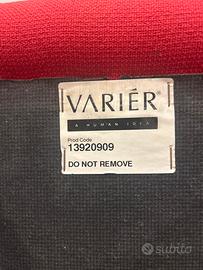 VARIÉR
A HUMAN IDEA
Prod Code
13920909
DO NOT REMOVE
subito